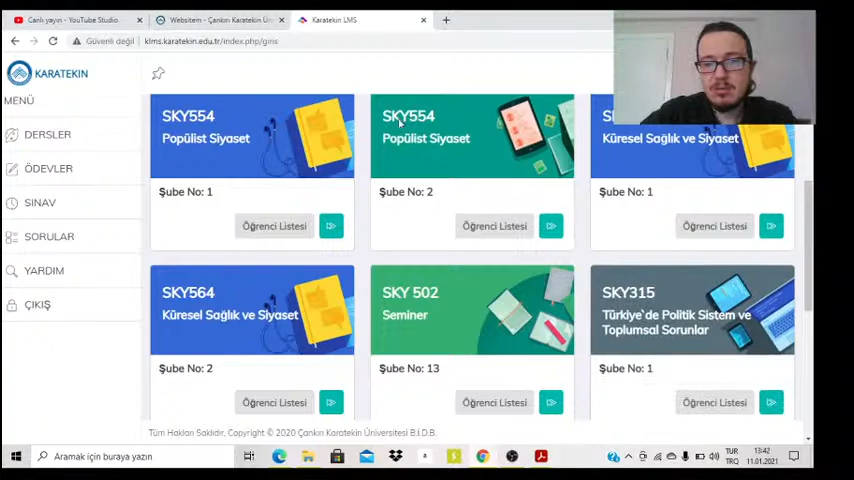 Canlı yayın - YouTube Studio
Websitem - Çankırı Karatekin Ün
Karatekin LMS
Güvenli değil
klms.karatekin.edu.tr/index.php/giris
KARATEKIN
MENÜ
DERSLER
ÖDEVLER
SINAV
SORULAR
YARDIM
ÇIKIŞ
SKY554
Popülist Siyaset
Şube No: 1
Öğrenci Listesi
SKY554
Popülist Siyaset
Şube No: 2
Öğrenci Listesi
Küresel Sağlık ve Siyaset
Şube No: 1
Öğrenci Listesi
SKY564
Küresel Sağlık ve Siyaset
Şube No: 2
Öğrenci Listesi
SKY 502
Seminer
Şube No: 13
Öğrenci Listesi
SKY315
Türkiye`de Politik Sistem ve
Toplumsal Sorunlar
Şube No: 1
Öğrenci Listesi
Tüm Hakları Saklıdır, Copyright © 2020 Çankırı Karatekin Üniversitesi B.İ.D.B.
Aramak için buraya yazın
TUR
TRQ
13:42
11.01.2021